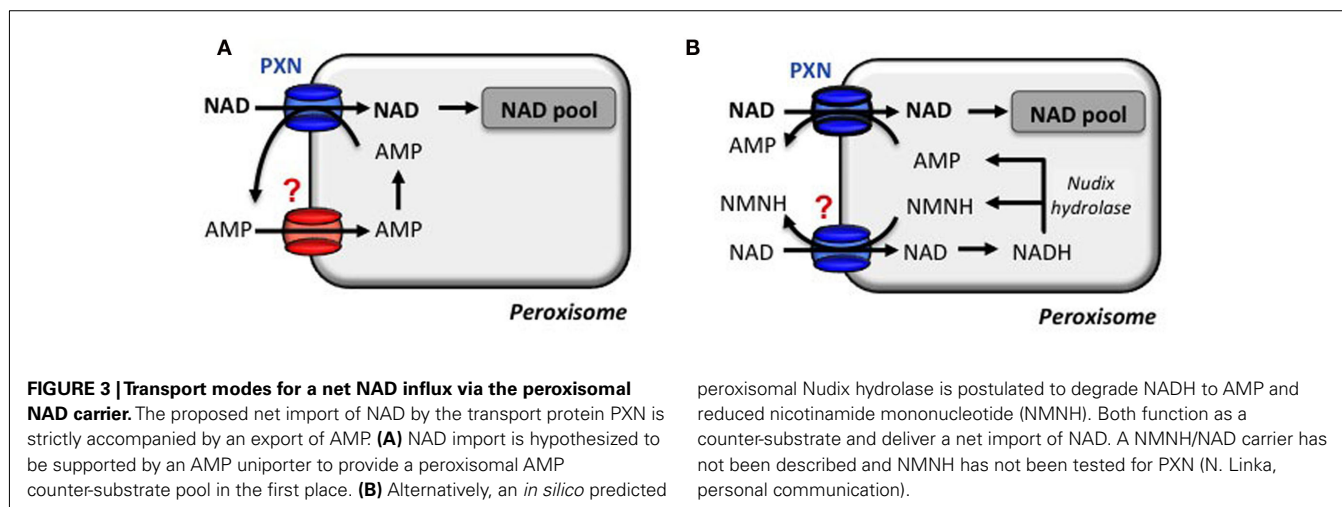 A
PXN
NAD
NAD
NAD pool
AMP
?
AMP
AMP
Peroxisome
B
PXN
NAD
NAD
NAD pool
AMP
AMP
Nudix
hydrolase
NMNH
?
NMNH
NAD
NAD
NADH
Peroxisome
FIGURE 3 | Transport modes for a net NAD influx via the peroxisomal
NAD carrier. The proposed net import of NAD by the transport protein PXN is
strictly accompanied by an export of AMP. (A) NAD import is hypothesized to
be supported by an AMP uniporter to provide a peroxisomal AMP
counter-substrate pool in the first place. (B) Alternatively, an in silico predicted
peroxisomal Nudix hydrolase is postulated to degrade NADH to AMP and
reduced nicotinamide mononucleotide (NMNH). Both function as a
counter-substrate and deliver a net import of NAD. A NMNH/NAD carrier has
not been described and NMNH has not been tested for PXN (N. Linka,
personal communication).